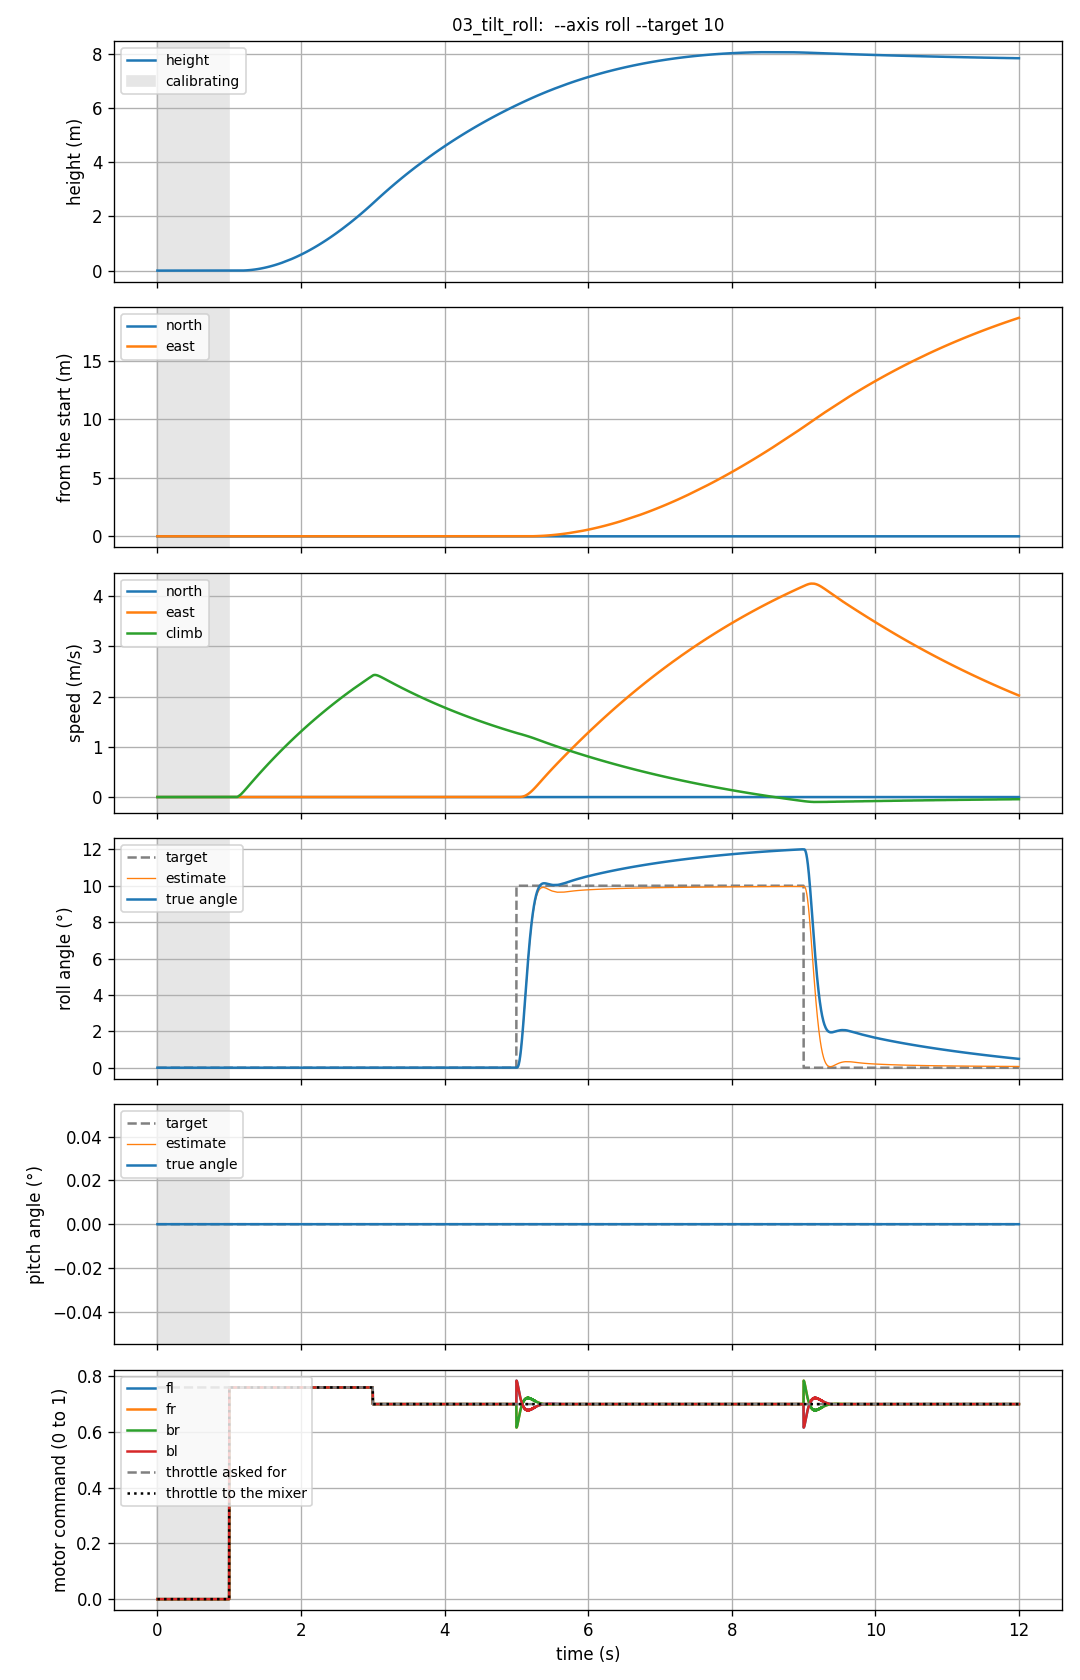 03_tilt_roll:  --axis roll --target 10
height
calibrating
8
6
4
2
0
height (m)
north
east
15
10
5
0
from the start (m)
north
east
climb
4
3
2
1
0
speed (m/s)
target
estimate
true angle
12
10
8
6
4
2
0
roll angle (°)
target
estimate
true angle
0.04
0.02
0.00
−0.02
−0.04
pitch angle (°)
fl
fr
br
bl
throttle asked for
throttle to the mixer
0.8
0.6
0.4
0.2
0.0
motor command (0 to 1)
0 2 4 6 8 10 12
time (s)